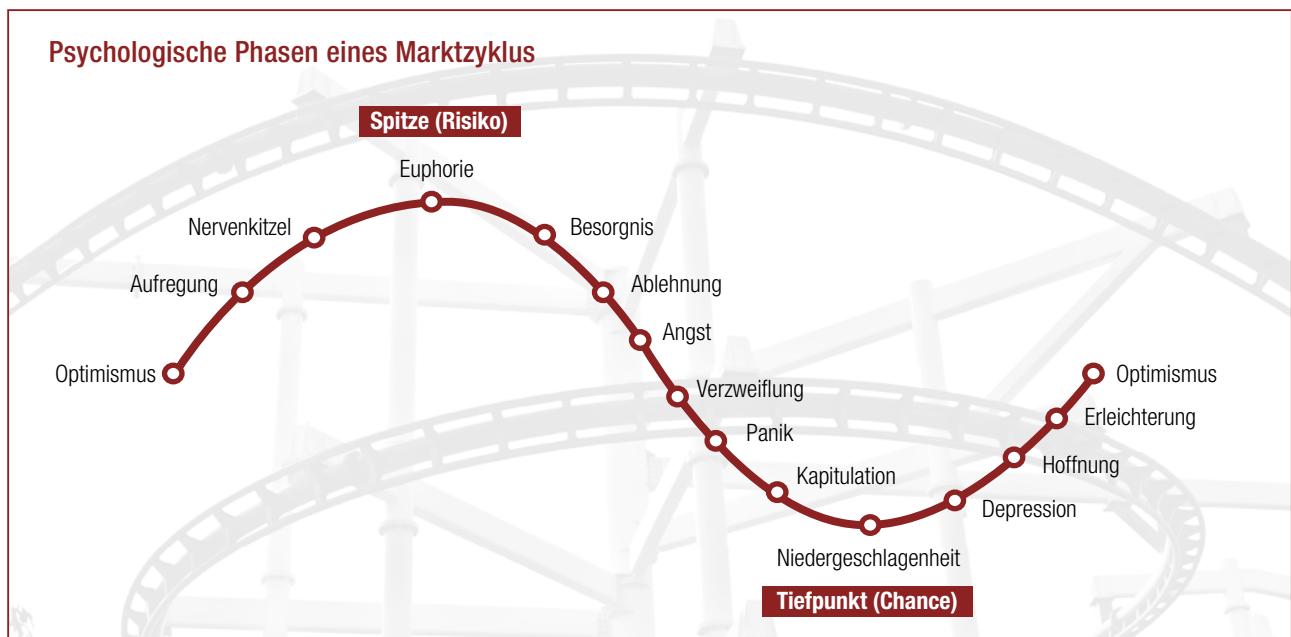 Psychologische Phasen eines Marktzyklus
Spitze (Risiko)
Euphorie
Nervenkitzel
Besorgnis
Aufregung
Ablehnung
Angst
Optimismus
Verzweiflung
Optimismus
Erleichterung
Panik
Hoffnung
Kapitulation
Depression
Niedergeschlagenheit
Tiefpunkt (Chance)